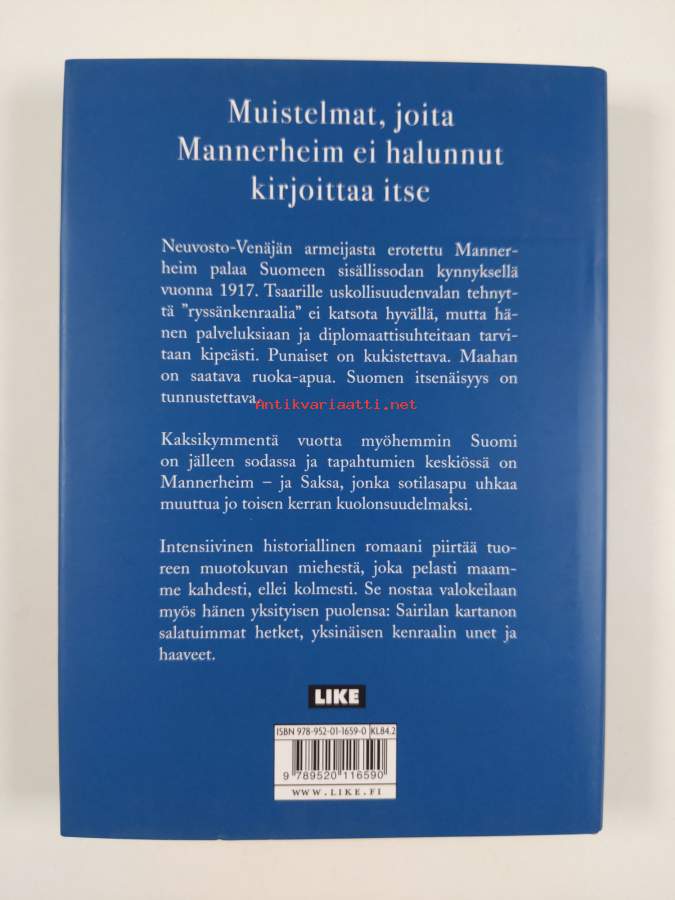 Muistelmat, joita
Mannerheim ei halunnut
kirjoittaa itse
Neuvosto-Venäjän armeijasta erotettu Manner-
heim palaa Suomeen sisällissodan kynnyksellä
vuonna 1917. Tsaarille uskollisuudenvalan tehnyt-
tä ”ryssänkenraalia” ei katsota hyvällä, mutta hä-
nen palveluksiaan ja diplomaattisuhteitaan tarvi-
taan kipeästi. Punaiset on kukistettava. Maahan
on saatava ruoka-apua. Suomen itsenäisyys on
tunnustettava.
Antikvariaatti.net
Kaksikymmentä vuotta myöhemmin Suomi
on jälleen sodassa ja tapahtumien keskiössä on
Mannerheim – ja Saksa, jonka sotilasapu uhkaa
muuttua jo toisen kerran kuolonsuudelmaksi.
Intensiivinen historiallinen romaani piirtää tuo-
reen muotokuvan miehestä, joka pelasti maam-
me kahdesti, ellei kolmesti. Se nostaa valokeilaan
myös hänen yksityisen puolensa: Sairilan kartanon
salatuimmat hetket, yksinäisen kenraalin unet ja
haaveet.
LIKE
ISBN 978-952-01-1659-0 KL84.2
9 789520 116590
WWW.LIKE.FI